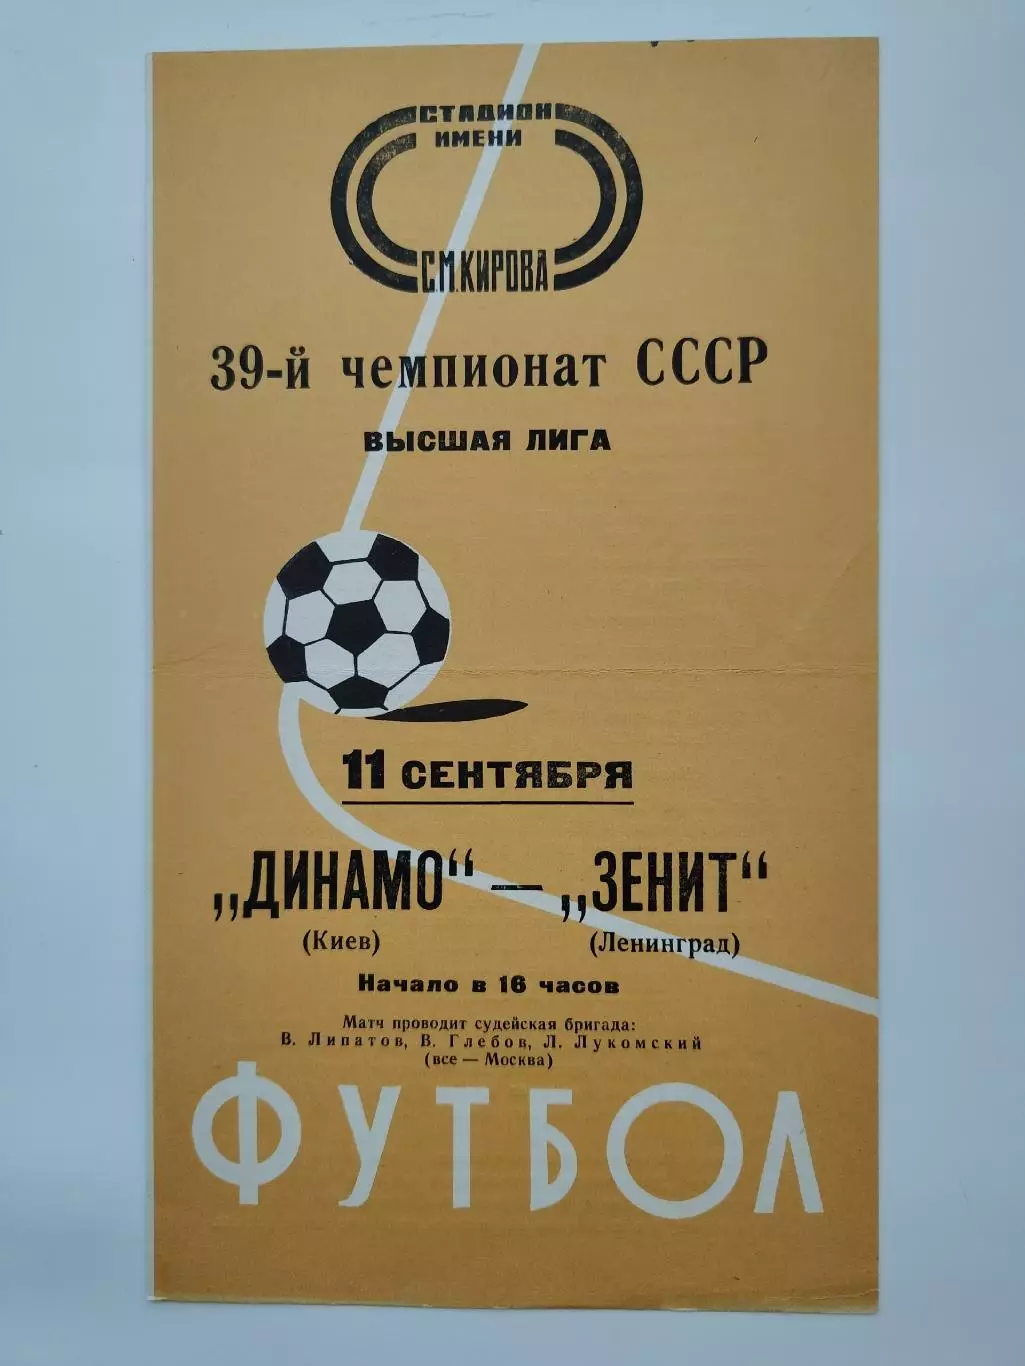 СТАДИОН
ИМЕНИ
С.М.КИРОВА
39-й чемпионат СССР
ВЫСШАЯ ЛИГА
11 СЕНТЯБРЯ
„ДИНАМО“ — „ЗЕНИТ“
(Киев) (Ленинград)
Начало в 16 часов
Матч проводит судейская бригада:
В. Липатов, В. Глебов, Л. Лукомский
(все — Москва)
ФУТБОЛ